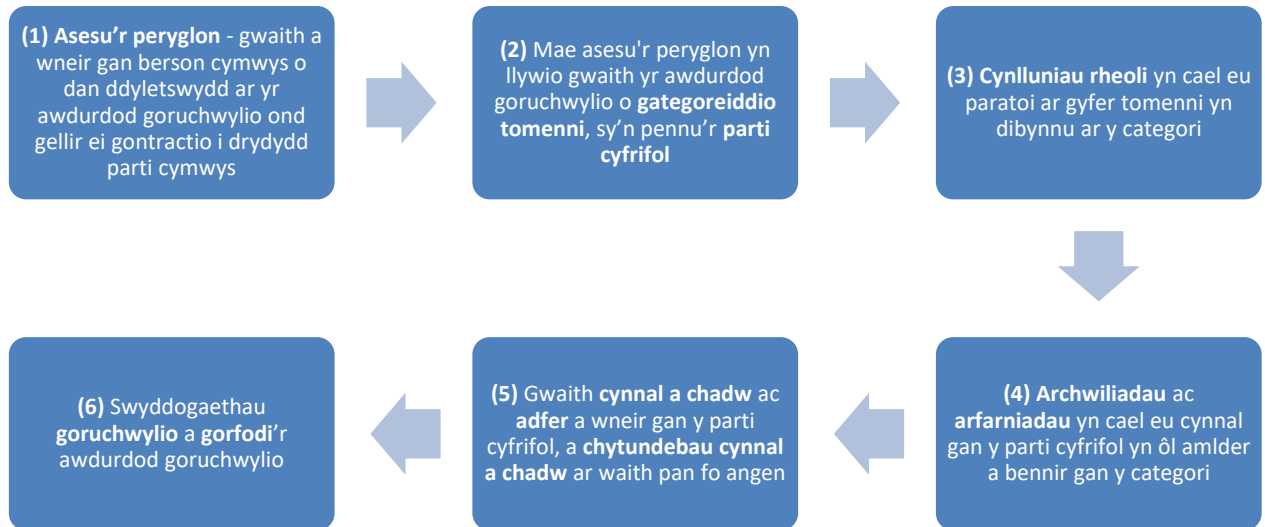 (1) Asesu’r peryglon - gwaith a
wneir gan berson cymwys o
dan ddyletswydd ar yr
awdurdod goruchwylio ond
gellir ei gontractio i drydydd
parti cymwys
(2) Mae asesu'r peryglon yn
llywio gwaith yr awdurdod
goruchwylio o gategoreiddio
tomenni, sy’n pennu’r parti
cyfrifol
(3) Cynlluniau rheoli yn cael eu
paratoi ar gyfer tomenni yn
dibynnu ar y categori
(4) Archwiliadau ac
arfarniadau yn cael eu cynnal
gan y parti cyfrifol yn ôl amlder
a bennir gan y categori
(5) Gwaith cynnal a chadw ac
adfer a wneir gan y parti
cyfrifol, a chytundebau cynnal
a chadw ar waith pan fo angen
(6) Swyddogaethau
goruchwylio a gorfodi’r
awdurdod goruchwylio